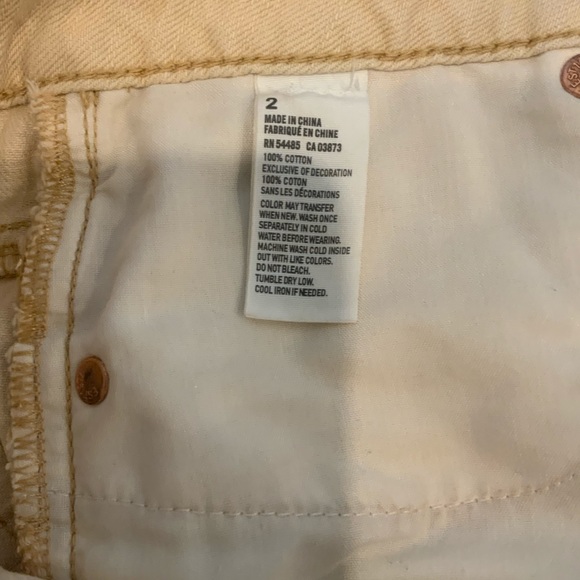 2
MADE IN CHINA
FABRIQUÉ EN CHINE
RN 54485 CA 03873
100% COTTON
EXCLUSIVE OF DECORATION
100% COTON
SANS LES DÉCORATIONS
COLOR MAY TRANSFER
WHEN NEW. WASH ONCE
SEPARATELY IN COLD
WATER BEFORE WEARING.
MACHINE WASH COLD INSIDE
OUT WITH LIKE COLORS.
DO NOT BLEACH.
TUMBLE DRY LOW.
COOL IRON IF NEEDED.